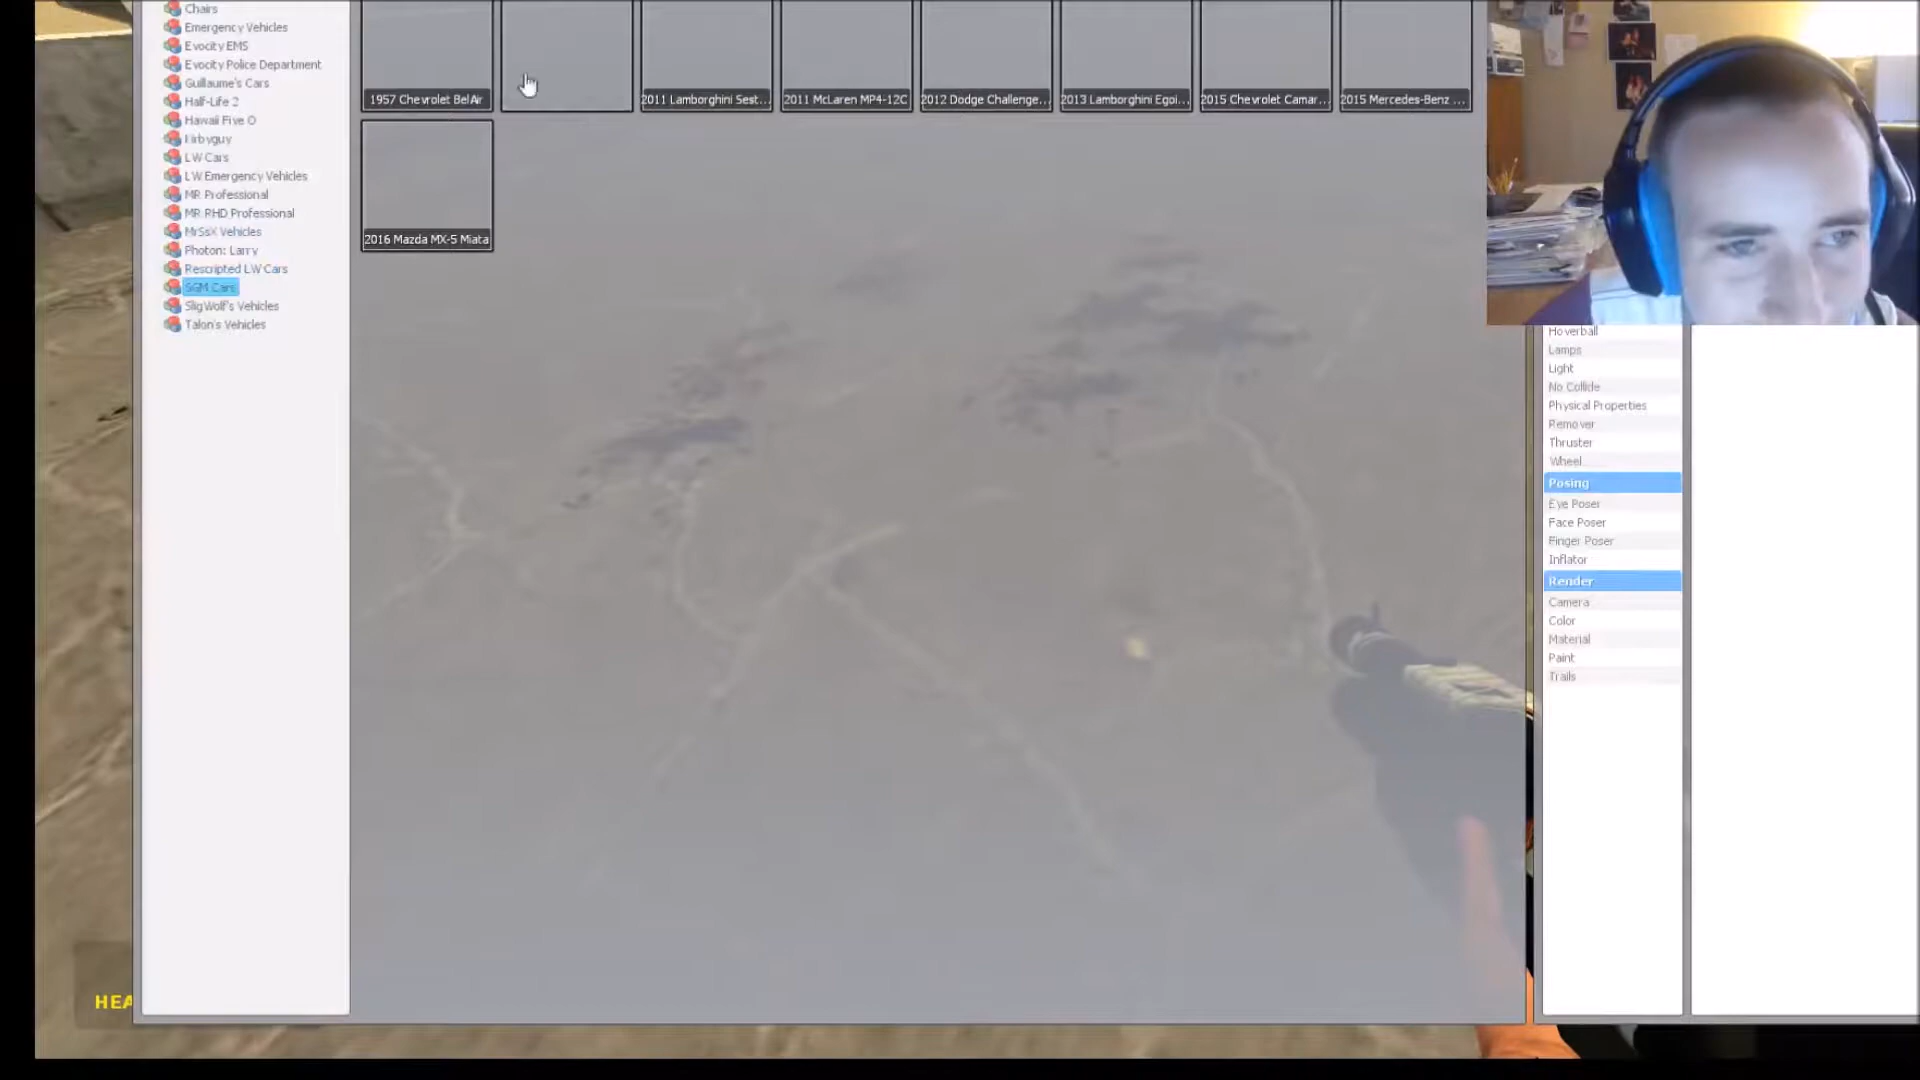 Chairs
Emergency Vehicles
Evocity EMS
Evocity Police Department
Guillaume's Cars
Half-Life 2
Hawaii Five O
Kirbyguy
LW Cars
LW Emergency Vehicles
MR Professional
MR RHD Professional
MrSsX Vehicles
Photon: Larry
Rescripted LW Cars
SGM Cars
SligWolf's Vehicles
Talon's Vehicles
1957 Chevrolet BelAir
2011 Lamborghini Sest...
2011 McLaren MP4-12C
2012 Dodge Challenge...
2013 Lamborghini Egoi...
2015 Chevrolet Camar...
2015 Mercedes-Benz ...
2016 Mazda MX-5 Miata
Hoverball
Lamps
Light
No Collide
Physical Properties
Remover
Thruster
Wheel
Posing
Eye Poser
Face Poser
Finger Poser
Inflator
Render
Camera
Color
Material
Paint
Trails
HEA